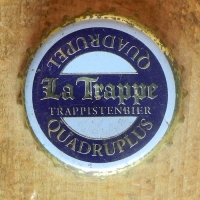 QUADRUPEL
La Trappe
TRAPPISTENBIER
QUADRUPLUS